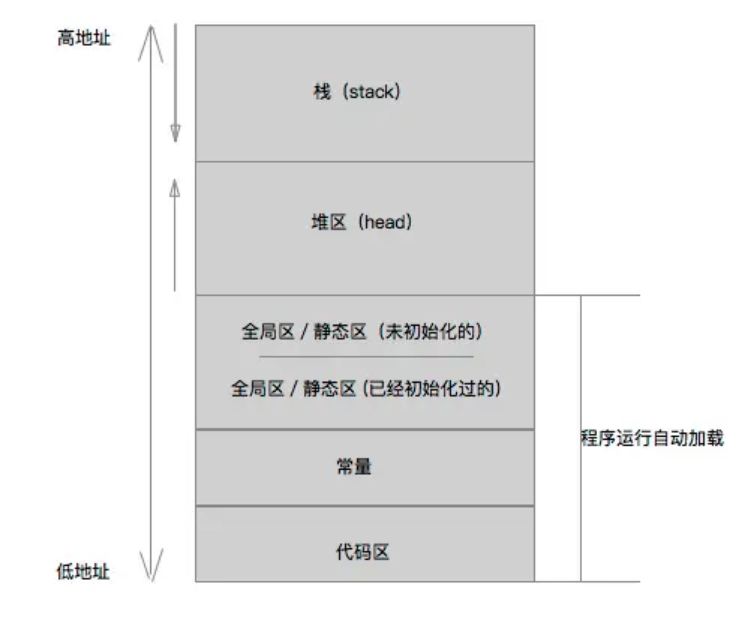 高地址
栈（stack）
堆区（head）
全局区 / 静态区（未初始化的）
全局区 / 静态区 (已经初始化过的)
程序运行自动加载
常量
代码区
低地址